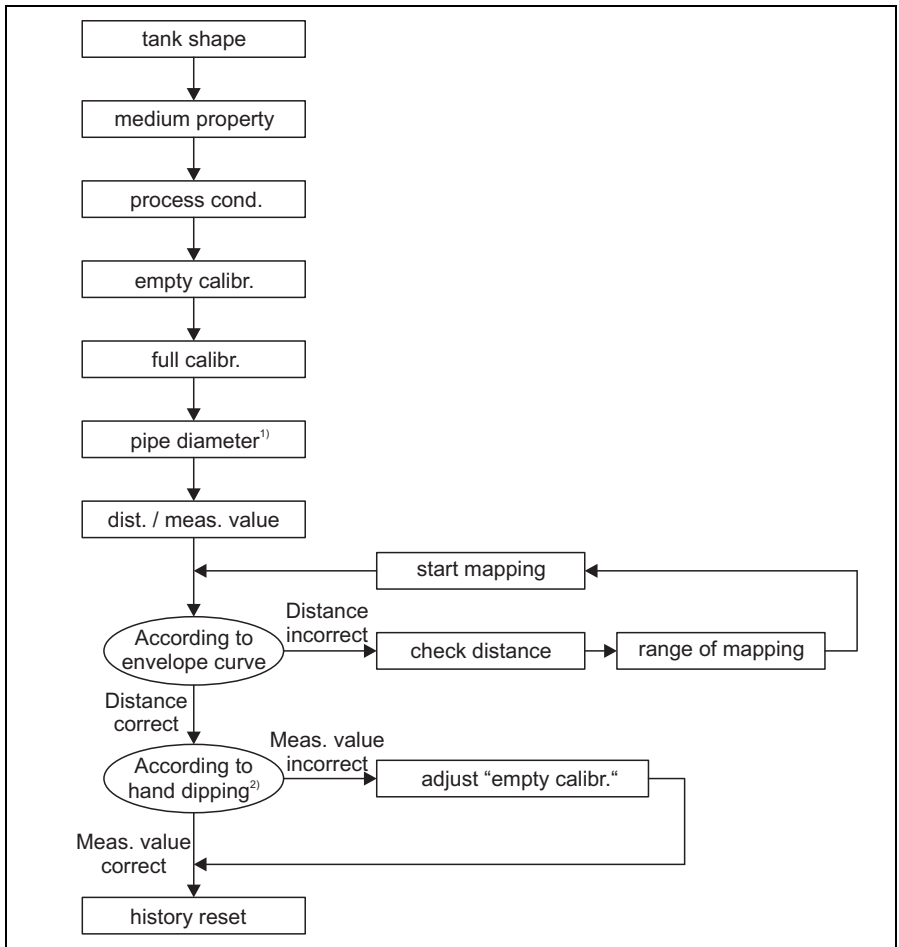 tank shape
medium property
process cond.
empty calibr.
full calibr.
pipe diameter1)
dist. / meas. value
start mapping
According to
envelope curve
Distance
incorrect
check distance
range of mapping
Distance
correct
According to
hand dipping2)
Meas. value
incorrect
adjust “empty calibr.“
Meas. value
correct
history reset